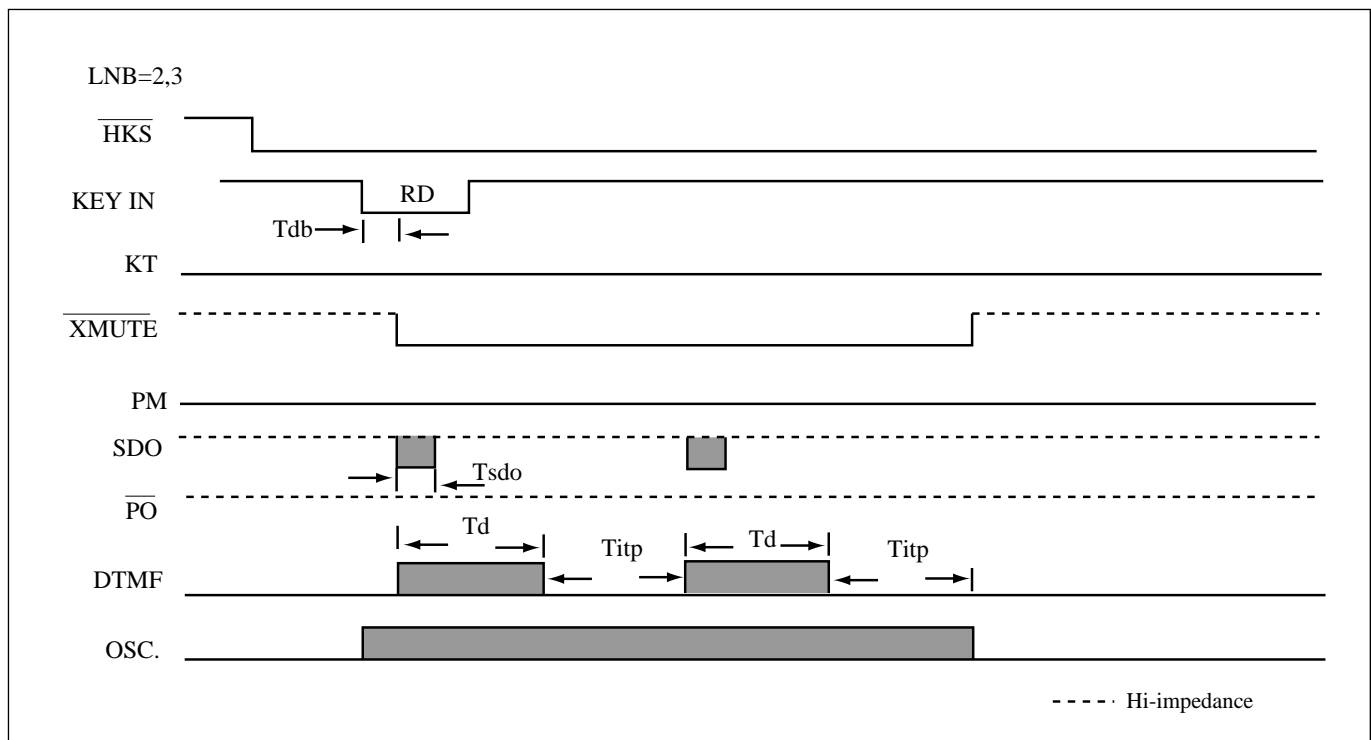 LNB=2,3
HKS
KEY IN
RD
Tdb
KT
XMUTE
PM
SDO
Tsdo
PO
Td
Titp
Td
Titp
DTMF
OSC.
Hi-impedance